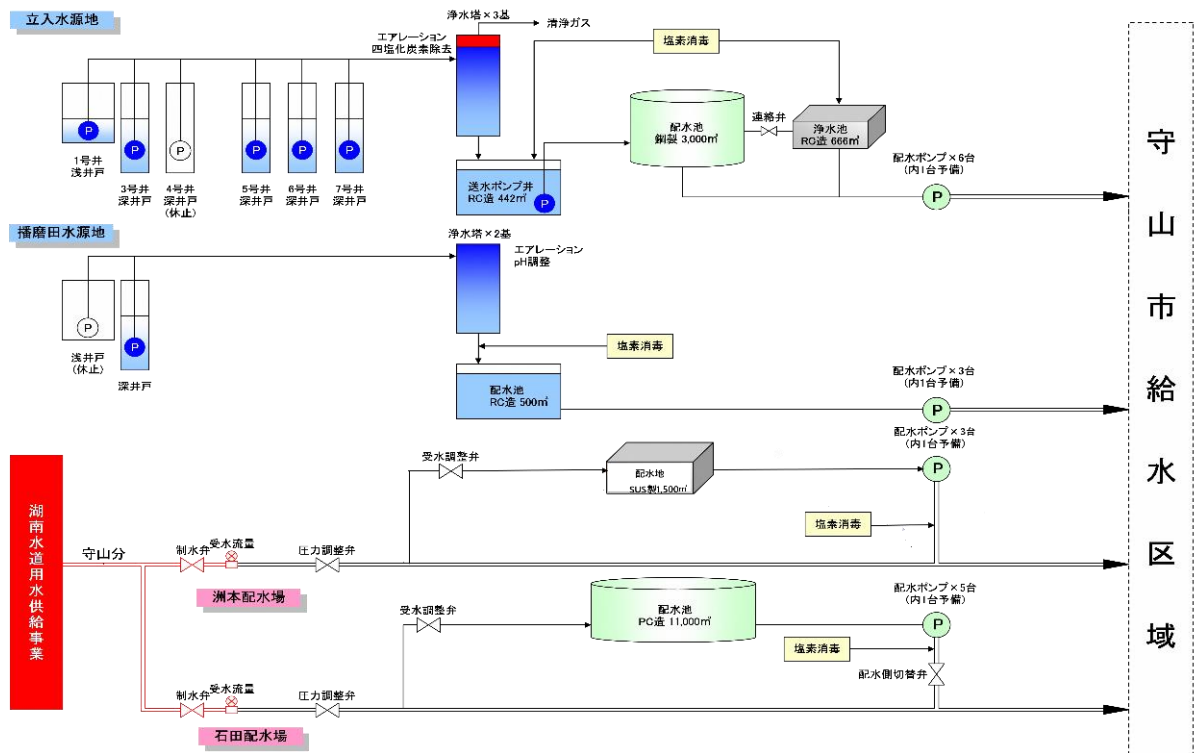 立入水源地
浄水塔×3基
清浄ガス
エアレーション
四塩化炭素除去
塩素消毒
P
P
P
P
P
P
1号井
浅井戸
3号井
深井戸
4号井
深井戸
(休止)
5号井
深井戸
6号井
深井戸
7号井
深井戸
送水ポンプ井
RC造 442㎥
P
配水池
鋼製 3,000㎥
連絡弁
浄水池
RC造 666㎥
配水ポンプ×6台
(内1台予備)
P
播磨田水源地
浄水塔×2基
エアレーション
pH調整
P
P
浅井戸
(休止)
深井戸
塩素消毒
配水池
RC造 500㎥
配水ポンプ×3台
(内1台予備)
P
湖南水道用水供給事業
守山分
制水弁
受水流量
圧力調整弁
洲本配水場
受水調整弁
配水地
SUS製1,500㎥
配水ポンプ×3台
(内1台予備)
P
塩素消毒
制水弁
受水流量
圧力調整弁
石田配水場
受水調整弁
配水池
PC造 11,000㎥
配水ポンプ×5台
(内1台予備)
P
塩素消毒
配水側切替弁
守山市給水区域